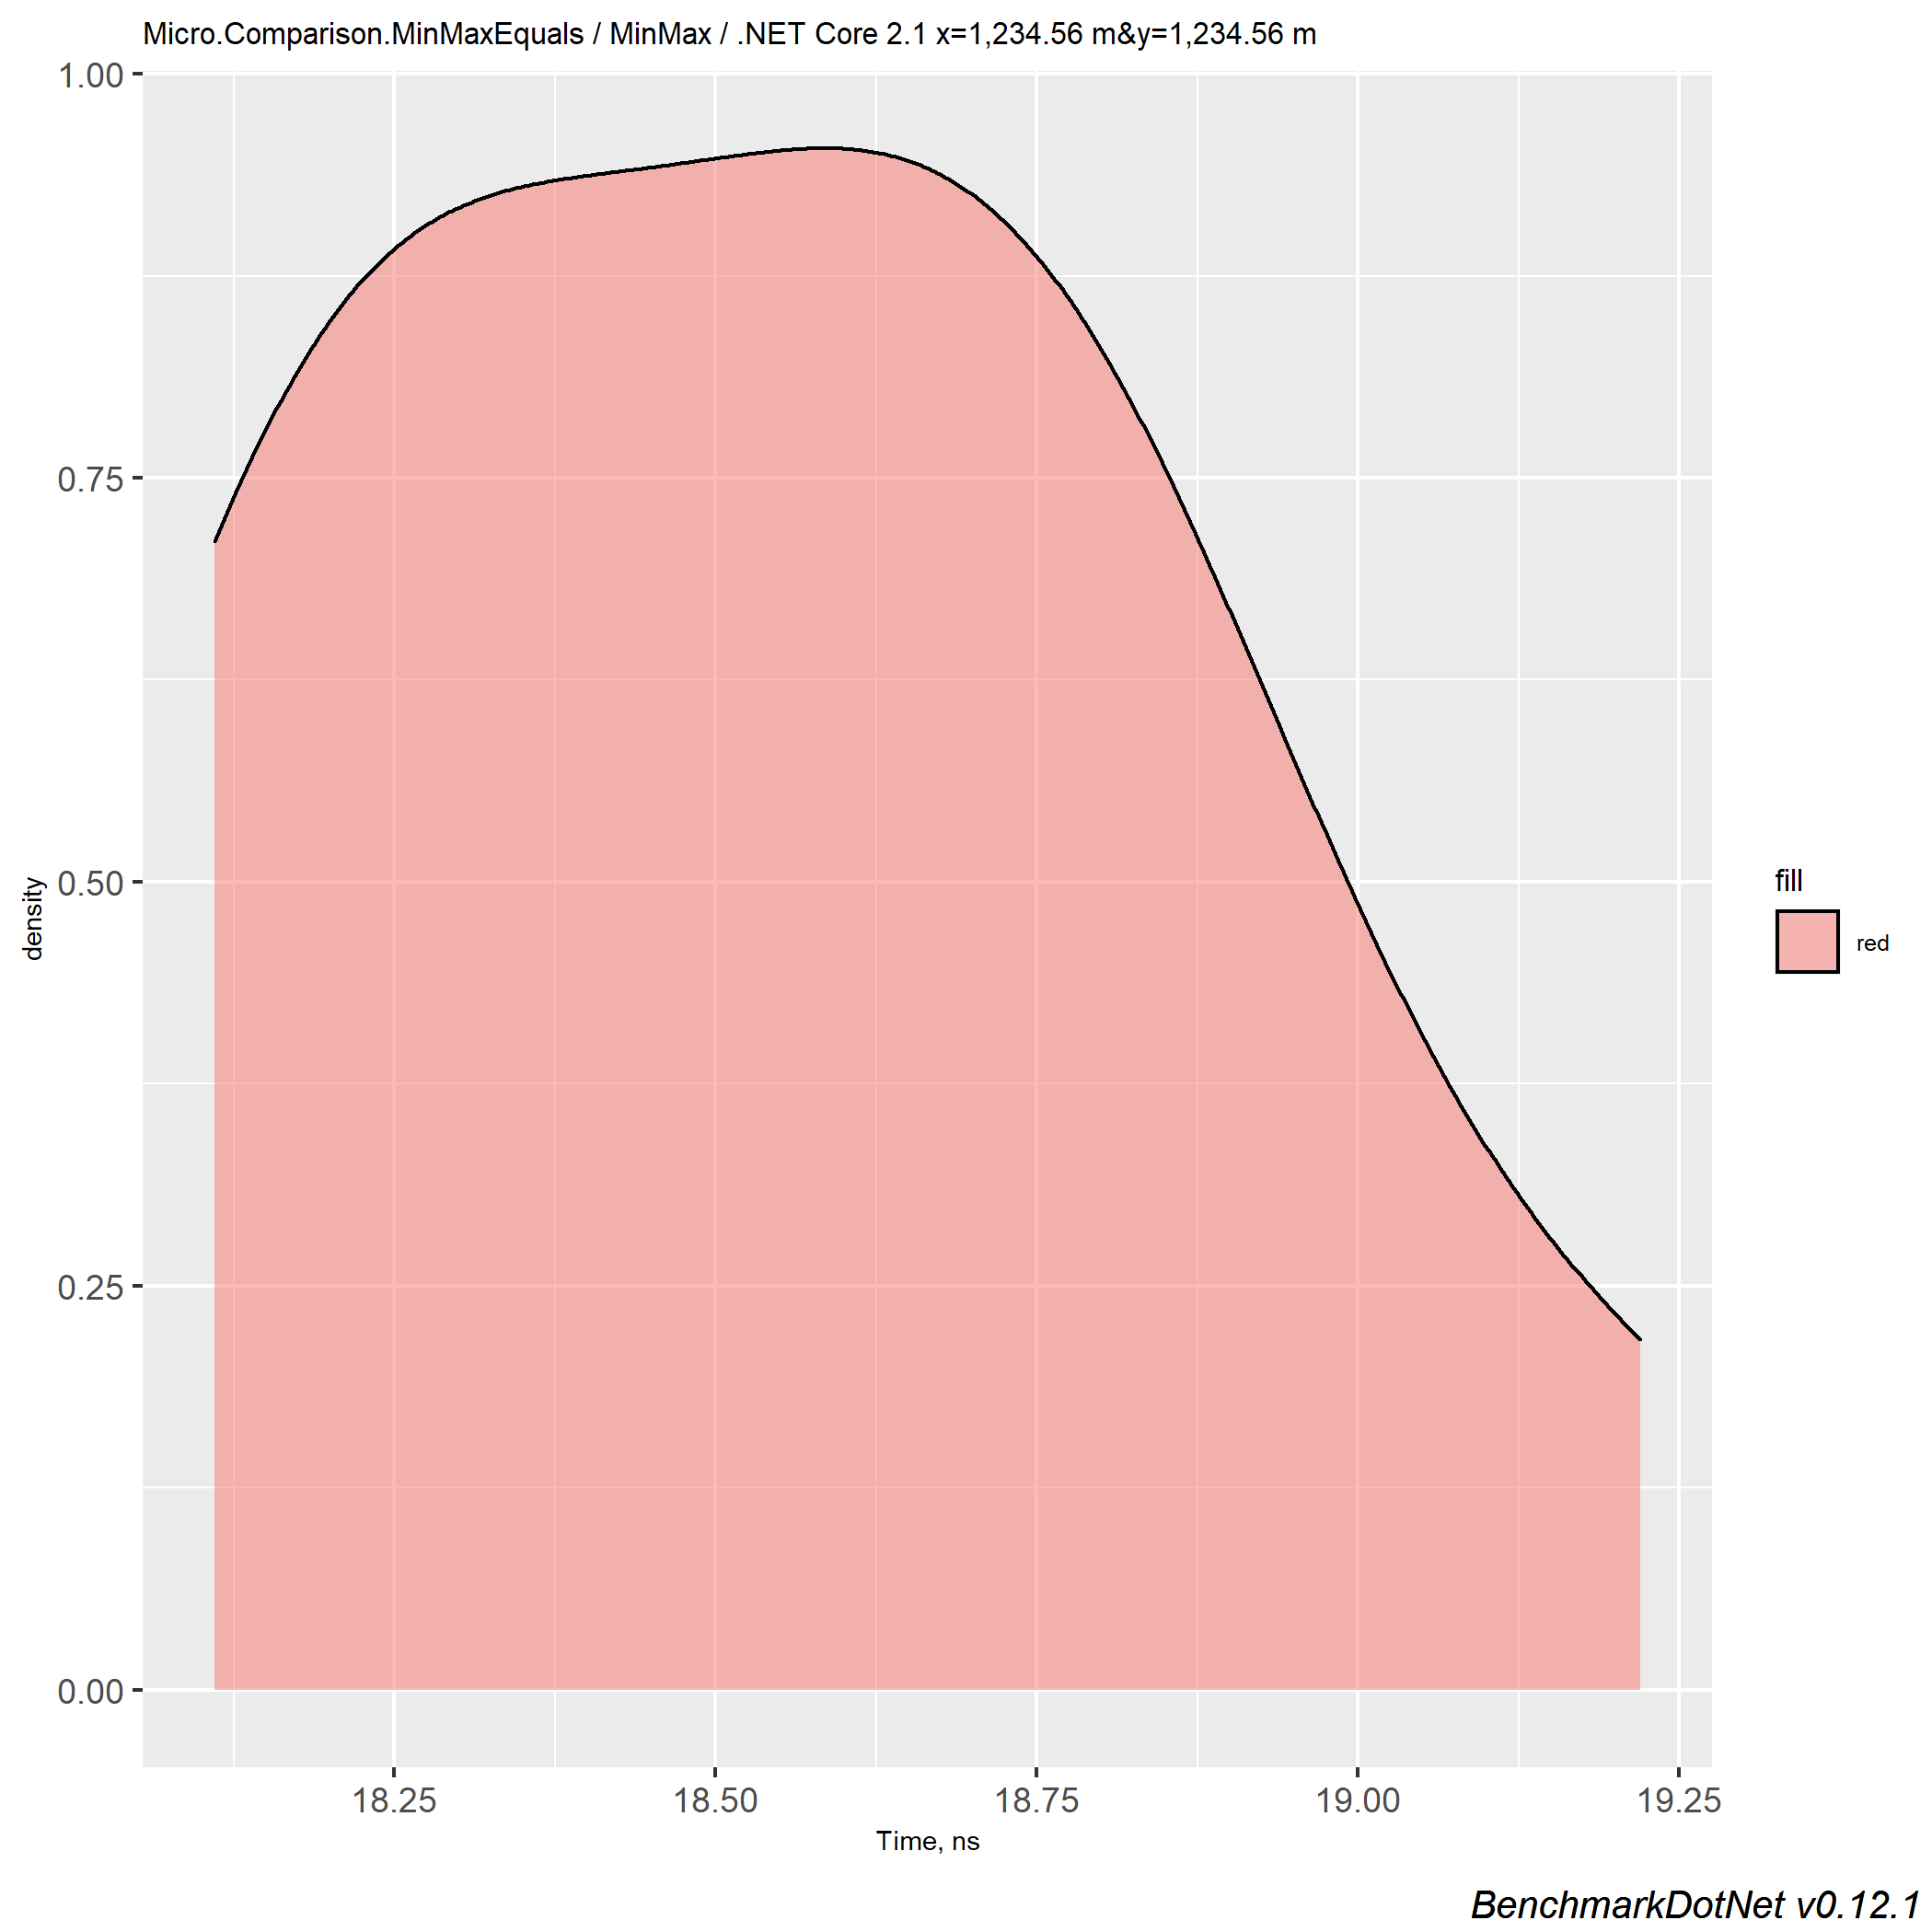 Micro.Comparison.MinMaxEquals / MinMax / .NET Core 2.1 x=1,234.56 m&y=1,234.56 m
1.00
0.75
0.50
0.25
0.00
density
18.25 18.50 18.75 19.00 19.25
Time, ns
fill
red
BenchmarkDotNet v0.12.1